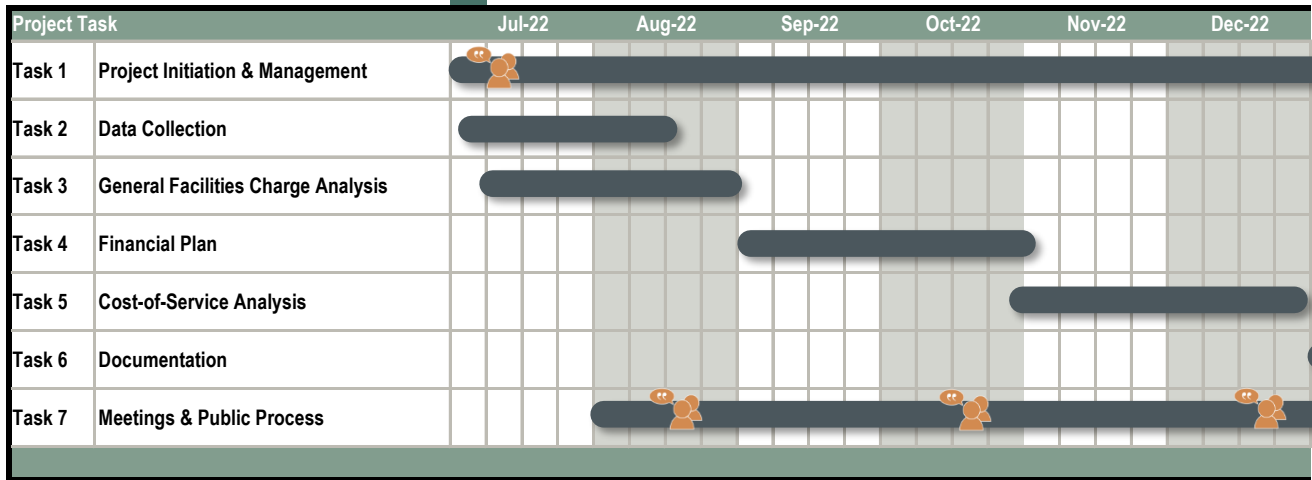 Project Task Jul-22 Aug-22 Sep-22 Oct-22 Nov-22 Dec-22
Task 1 Project Initiation & Management
Task 2 Data Collection
Task 3 General Facilities Charge Analysis
Task 4 Financial Plan
Task 5 Cost-of-Service Analysis
Task 6 Documentation
Task 7 Meetings & Public Process